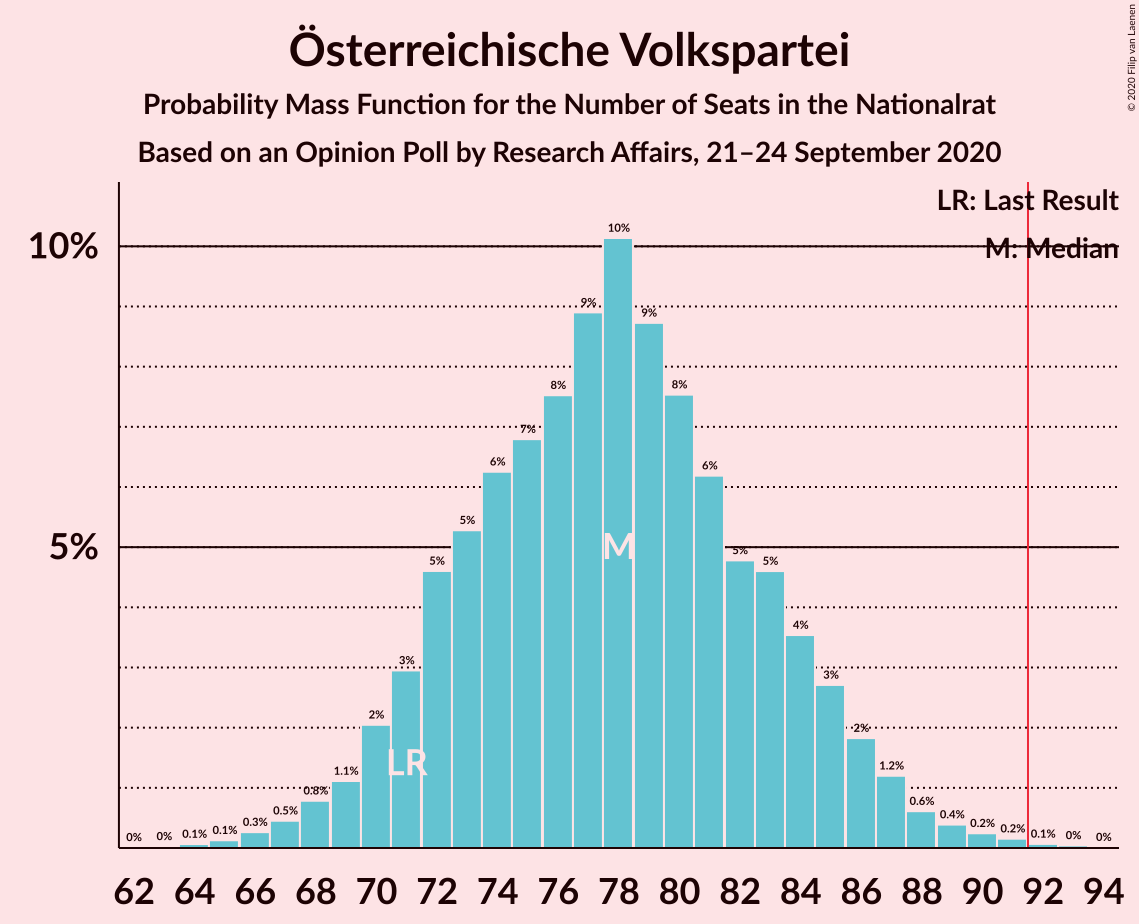 Österreichische Volkspartei
Probability Mass Function for the Number of Seats in the Nationalrat
Based on an Opinion Poll by Research Affairs, 21–24 September 2020
© 2020 Filip van Laenen
LR: Last Result
M: Median
10%
5%
0% 0% 0.1% 0.1% 0.3% 0.5% 0.8% 1.1% 2% 3% 5% 5% 6% 7% 8% 9% 10% 9% 8% 6% 5% 5% 4% 3% 2% 1.2% 0.6% 0.4% 0.2% 0.2% 0.1% 0% 0%
M
LR
62 64 66 68 70 72 74 76 78 80 82 84 86 88 90 92 94